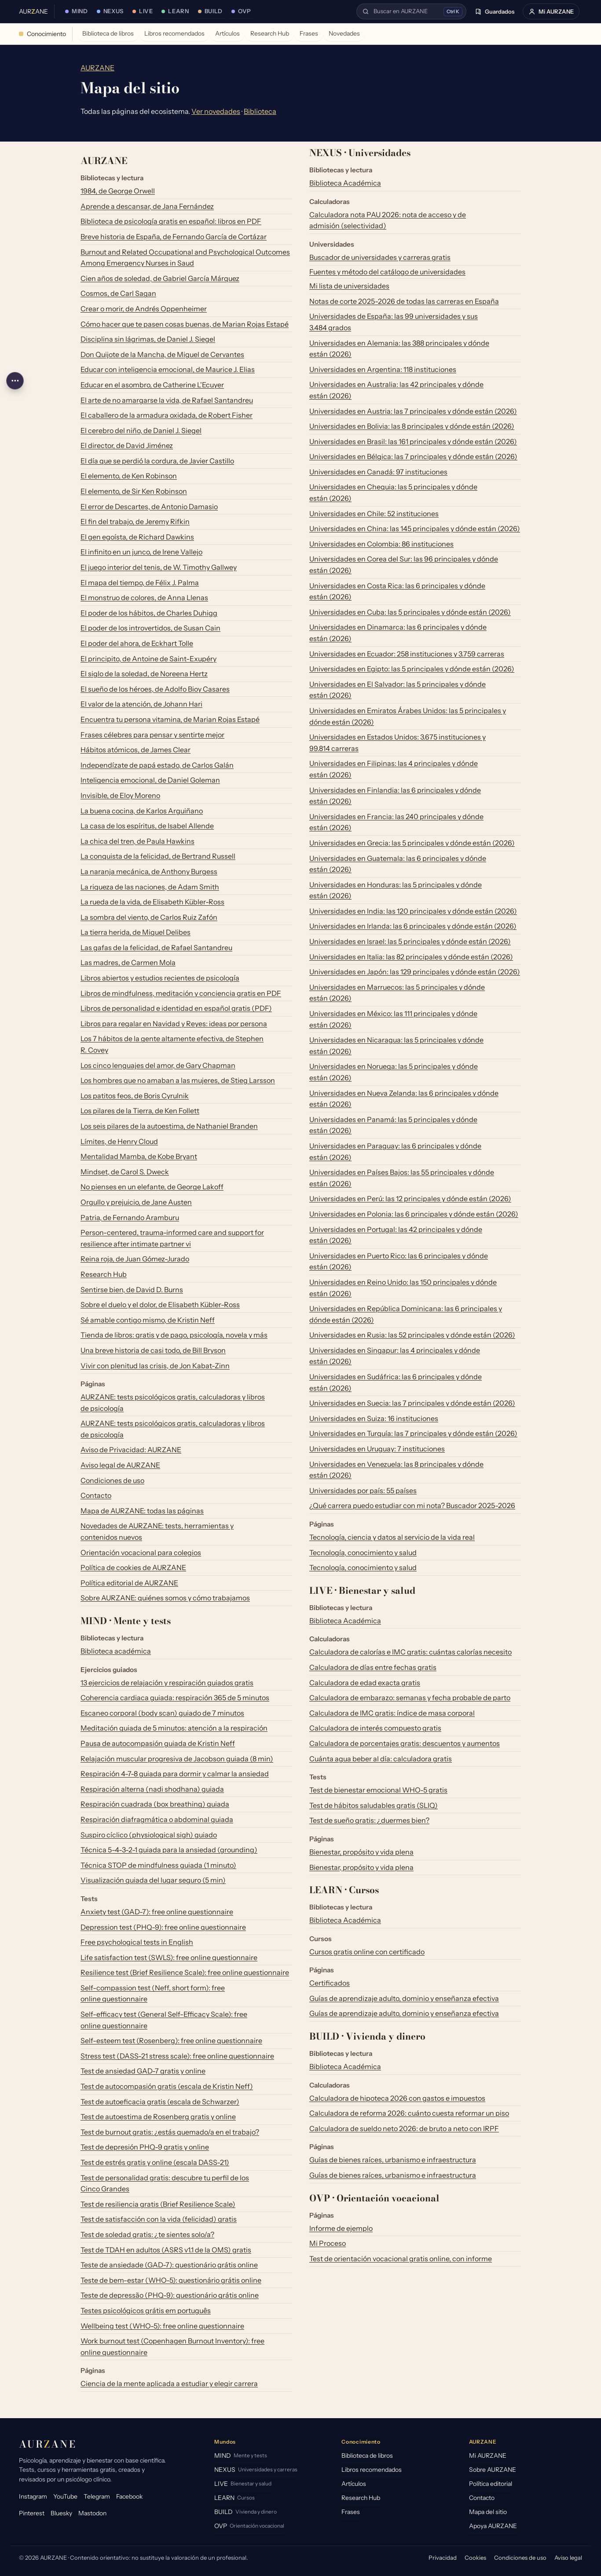 AURZANE
MIND
NEXUS
LIVE
LEARN
BUILD
OVP
Buscar en AURZANE
Ctrl K
Guardados
Mi AURZANE
Conocimiento
Biblioteca de libros
Libros recomendados
Artículos
Research Hub
Frases
Novedades
AURZANE
Mapa del sitio
Todas las páginas del ecosistema. Ver novedades · Biblioteca
AURZANE
Bibliotecas y lectura
1984, de George Orwell
Aprende a descansar, de Jana Fernández
Biblioteca de psicología gratis en español: libros en PDF
Breve historia de España, de Fernando García de Cortázar
Burnout and Related Occupational and Psychological Outcomes
Among Emergency Nurses in Saud
Cien años de soledad, de Gabriel García Márquez
Cosmos, de Carl Sagan
Crear o morir, de Andrés Oppenheimer
Cómo hacer que te pasen cosas buenas, de Marian Rojas Estapé
Disciplina sin lágrimas, de Daniel J. Siegel
Don Quijote de la Mancha, de Miguel de Cervantes
Educar con inteligencia emocional, de Maurice J. Elias
Educar en el asombro, de Catherine L'Ecuyer
El arte de no amargarse la vida, de Rafael Santandreu
El caballero de la armadura oxidada, de Robert Fisher
El cerebro del niño, de Daniel J. Siegel
El director, de David Jiménez
El día que se perdió la cordura, de Javier Castillo
El elemento, de Ken Robinson
El elemento, de Sir Ken Robinson
El error de Descartes, de Antonio Damasio
El fin del trabajo, de Jeremy Rifkin
El gen egoísta, de Richard Dawkins
El infinito en un junco, de Irene Vallejo
El juego interior del tenis, de W. Timothy Gallwey
El mapa del tiempo, de Félix J. Palma
El monstruo de colores, de Anna Llenas
El poder de los hábitos, de Charles Duhigg
El poder de los introvertidos, de Susan Cain
El poder del ahora, de Eckhart Tolle
El principito, de Antoine de Saint-Exupéry
El siglo de la soledad, de Noreena Hertz
El sueño de los héroes, de Adolfo Bioy Casares
El valor de la atención, de Johann Hari
Encuentra tu persona vitamina, de Marian Rojas Estapé
Frases célebres para pensar y sentirte mejor
Hábitos atómicos, de James Clear
Independízate de papá estado, de Carlos Galán
Inteligencia emocional, de Daniel Goleman
Invisible, de Eloy Moreno
La buena cocina, de Karlos Arguiñano
La casa de los espíritus, de Isabel Allende
La chica del tren, de Paula Hawkins
La conquista de la felicidad, de Bertrand Russell
La naranja mecánica, de Anthony Burgess
La riqueza de las naciones, de Adam Smith
La rueda de la vida, de Elisabeth Kübler-Ross
La sombra del viento, de Carlos Ruiz Zafón
La tierra herida, de Miguel Delibes
Las gafas de la felicidad, de Rafael Santandreu
Las madres, de Carmen Mola
Libros abiertos y estudios recientes de psicología
Libros de mindfulness, meditación y conciencia gratis en PDF
Libros de personalidad e identidad en español gratis (PDF)
Libros para regalar en Navidad y Reyes: ideas por persona
Los 7 hábitos de la gente altamente efectiva, de Stephen
R. Covey
Los cinco lenguajes del amor, de Gary Chapman
Los hombres que no amaban a las mujeres, de Stieg Larsson
Los patitos feos, de Boris Cyrulnik
Los pilares de la Tierra, de Ken Follett
Los seis pilares de la autoestima, de Nathaniel Branden
Límites, de Henry Cloud
Mentalidad Mamba, de Kobe Bryant
Mindset, de Carol S. Dweck
No pienses en un elefante, de George Lakoff
Orgullo y prejuicio, de Jane Austen
Patria, de Fernando Aramburu
Person-centered, trauma-informed care and support for
resilience after intimate partner vi
Reina roja, de Juan Gómez-Jurado
Research Hub
Sentirse bien, de David D. Burns
Sobre el duelo y el dolor, de Elisabeth Kübler-Ross
Sé amable contigo mismo, de Kristin Neff
Tienda de libros: gratis y de pago, psicología, novela y más
Una breve historia de casi todo, de Bill Bryson
Vivir con plenitud las crisis, de Jon Kabat-Zinn
Páginas
AURZANE: tests psicológicos gratis, calculadoras y libros
de psicología
AURZANE: tests psicológicos gratis, calculadoras y libros
de psicología
Aviso de Privacidad: AURZANE
Aviso legal de AURZANE
Condiciones de uso
Contacto
Mapa de AURZANE: todas las páginas
Novedades de AURZANE: tests, herramientas y
contenidos nuevos
Orientación vocacional para colegios
Política de cookies de AURZANE
Política editorial de AURZANE
Sobre AURZANE: quiénes somos y cómo trabajamos
MIND · Mente y tests
Bibliotecas y lectura
Biblioteca académica
Ejercicios guiados
13 ejercicios de relajación y respiración guiados gratis
Coherencia cardíaca guiada: respiración 365 de 5 minutos
Escaneo corporal (body scan) guiado de 7 minutos
Meditación guiada de 5 minutos: atención a la respiración
Pausa de autocompasión guiada de Kristin Neff
Relajación muscular progresiva de Jacobson guiada (8 min)
Respiración 4-7-8 guiada para dormir y calmar la ansiedad
Respiración alterna (nadi shodhana) guiada
Respiración cuadrada (box breathing) guiada
Respiración diafragmática o abdominal guiada
Suspiro cíclico (physiological sigh) guiado
Técnica 5-4-3-2-1 guiada para la ansiedad (grounding)
Técnica STOP de mindfulness guiada (1 minuto)
Visualización guiada del lugar seguro (5 min)
Tests
Anxiety test (GAD-7): free online questionnaire
Depression test (PHQ-9): free online questionnaire
Free psychological tests in English
Life satisfaction test (SWLS): free online questionnaire
Resilience test (Brief Resilience Scale): free online questionnaire
Self-compassion test (Neff, short form): free
online questionnaire
Self-efficacy test (General Self-Efficacy Scale): free
online questionnaire
Self-esteem test (Rosenberg): free online questionnaire
Stress test (DASS-21 stress scale): free online questionnaire
Test de ansiedad GAD-7 gratis y online
Test de autocompasión gratis (escala de Kristin Neff)
Test de autoeficacia gratis (escala de Schwarzer)
Test de autoestima de Rosenberg gratis y online
Test de burnout gratis: ¿estás quemado/a en el trabajo?
Test de depresión PHQ-9 gratis y online
Test de estrés gratis y online (escala DASS-21)
Test de personalidad gratis: descubre tu perfil de los
Cinco Grandes
Test de resiliencia gratis (Brief Resilience Scale)
Test de satisfacción con la vida (felicidad) gratis
Test de soledad gratis: ¿te sientes solo/a?
Test de TDAH en adultos (ASRS v1.1 de la OMS) gratis
Teste de ansiedade (GAD-7): questionário grátis online
Teste de bem-estar (WHO-5): questionário grátis online
Teste de depressão (PHQ-9): questionário grátis online
Testes psicológicos grátis em português
Wellbeing test (WHO-5): free online questionnaire
Work burnout test (Copenhagen Burnout Inventory): free
online questionnaire
Páginas
Ciencia de la mente aplicada a estudiar y elegir carrera
NEXUS · Universidades
Bibliotecas y lectura
Biblioteca Académica
Calculadoras
Calculadora nota PAU 2026: nota de acceso y de
admisión (selectividad)
Universidades
Buscador de universidades y carreras gratis
Fuentes y método del catálogo de universidades
Mi lista de universidades
Notas de corte 2025-2026 de todas las carreras en España
Universidades de España: las 99 universidades y sus
3.484 grados
Universidades en Alemania: las 388 principales y dónde
están (2026)
Universidades en Argentina: 118 instituciones
Universidades en Australia: las 42 principales y dónde
están (2026)
Universidades en Austria: las 7 principales y dónde están (2026)
Universidades en Bolivia: las 8 principales y dónde están (2026)
Universidades en Brasil: las 161 principales y dónde están (2026)
Universidades en Bélgica: las 7 principales y dónde están (2026)
Universidades en Canadá: 97 instituciones
Universidades en Chequia: las 5 principales y dónde
están (2026)
Universidades en Chile: 52 instituciones
Universidades en China: las 145 principales y dónde están (2026)
Universidades en Colombia: 86 instituciones
Universidades en Corea del Sur: las 96 principales y dónde
están (2026)
Universidades en Costa Rica: las 6 principales y dónde
están (2026)
Universidades en Cuba: las 5 principales y dónde están (2026)
Universidades en Dinamarca: las 6 principales y dónde
están (2026)
Universidades en Ecuador: 258 instituciones y 3.759 carreras
Universidades en Egipto: las 5 principales y dónde están (2026)
Universidades en El Salvador: las 5 principales y dónde
están (2026)
Universidades en Emiratos Árabes Unidos: las 5 principales y
dónde están (2026)
Universidades en Estados Unidos: 3.675 instituciones y
99.814 carreras
Universidades en Filipinas: las 4 principales y dónde
están (2026)
Universidades en Finlandia: las 6 principales y dónde
están (2026)
Universidades en Francia: las 240 principales y dónde
están (2026)
Universidades en Grecia: las 5 principales y dónde están (2026)
Universidades en Guatemala: las 6 principales y dónde
están (2026)
Universidades en Honduras: las 5 principales y dónde
están (2026)
Universidades en India: las 120 principales y dónde están (2026)
Universidades en Irlanda: las 6 principales y dónde están (2026)
Universidades en Israel: las 5 principales y dónde están (2026)
Universidades en Italia: las 82 principales y dónde están (2026)
Universidades en Japón: las 129 principales y dónde están (2026)
Universidades en Marruecos: las 5 principales y dónde
están (2026)
Universidades en México: las 111 principales y dónde
están (2026)
Universidades en Nicaragua: las 5 principales y dónde
están (2026)
Universidades en Noruega: las 5 principales y dónde
están (2026)
Universidades en Nueva Zelanda: las 6 principales y dónde
están (2026)
Universidades en Panamá: las 5 principales y dónde
están (2026)
Universidades en Paraguay: las 6 principales y dónde
están (2026)
Universidades en Países Bajos: las 55 principales y dónde
están (2026)
Universidades en Perú: las 12 principales y dónde están (2026)
Universidades en Polonia: las 6 principales y dónde están (2026)
Universidades en Portugal: las 42 principales y dónde
están (2026)
Universidades en Puerto Rico: las 6 principales y dónde
están (2026)
Universidades en Reino Unido: las 150 principales y dónde
están (2026)
Universidades en República Dominicana: las 6 principales y
dónde están (2026)
Universidades en Rusia: las 52 principales y dónde están (2026)
Universidades en Singapur: las 4 principales y dónde
están (2026)
Universidades en Sudáfrica: las 6 principales y dónde
están (2026)
Universidades en Suecia: las 7 principales y dónde están (2026)
Universidades en Suiza: 16 instituciones
Universidades en Turquía: las 7 principales y dónde están (2026)
Universidades en Uruguay: 7 instituciones
Universidades en Venezuela: las 8 principales y dónde
están (2026)
Universidades por país: 55 países
¿Qué carrera puedo estudiar con mi nota? Buscador 2025-2026
Páginas
Tecnología, ciencia y datos al servicio de la vida real
Tecnología, conocimiento y salud
Tecnología, conocimiento y salud
LIVE · Bienestar y salud
Bibliotecas y lectura
Biblioteca Académica
Calculadoras
Calculadora de calorías e IMC gratis: cuántas calorías necesito
Calculadora de días entre fechas gratis
Calculadora de edad exacta gratis
Calculadora de embarazo: semanas y fecha probable de parto
Calculadora de IMC gratis: índice de masa corporal
Calculadora de interés compuesto gratis
Calculadora de porcentajes gratis: descuentos y aumentos
Cuánta agua beber al día: calculadora gratis
Tests
Test de bienestar emocional WHO-5 gratis
Test de hábitos saludables gratis (SLIQ)
Test de sueño gratis: ¿duermes bien?
Páginas
Bienestar, propósito y vida plena
Bienestar, propósito y vida plena
LEARN · Cursos
Bibliotecas y lectura
Biblioteca Académica
Cursos
Cursos gratis online con certificado
Páginas
Certificados
Guías de aprendizaje adulto, dominio y enseñanza efectiva
Guías de aprendizaje adulto, dominio y enseñanza efectiva
BUILD · Vivienda y dinero
Bibliotecas y lectura
Biblioteca Académica
Calculadoras
Calculadora de hipoteca 2026 con gastos e impuestos
Calculadora de reforma 2026: cuánto cuesta reformar un piso
Calculadora de sueldo neto 2026: de bruto a neto con IRPF
Páginas
Guías de bienes raíces, urbanismo e infraestructura
Guías de bienes raíces, urbanismo e infraestructura
OVP · Orientación vocacional
Páginas
Informe de ejemplo
Mi Proceso
Test de orientación vocacional gratis online, con informe
AURZANE
Psicología, aprendizaje y bienestar con base científica.
Tests, cursos y herramientas gratis, creados y
revisados por un psicólogo clínico.
Instagram YouTube Telegram Facebook
Pinterest Bluesky Mastodon
Mundos
MIND Mente y tests
NEXUS Universidades y carreras
LIVE Bienestar y salud
LEARN Cursos
BUILD Vivienda y dinero
OVP Orientación vocacional
Conocimiento
Biblioteca de libros
Libros recomendados
Artículos
Research Hub
Frases
AURZANE
Mi AURZANE
Sobre AURZANE
Política editorial
Contacto
Mapa del sitio
Apoya AURZANE
© 2026 AURZANE · Contenido orientativo: no sustituye la valoración de un profesional.
Privacidad Cookies Condiciones de uso Aviso legal